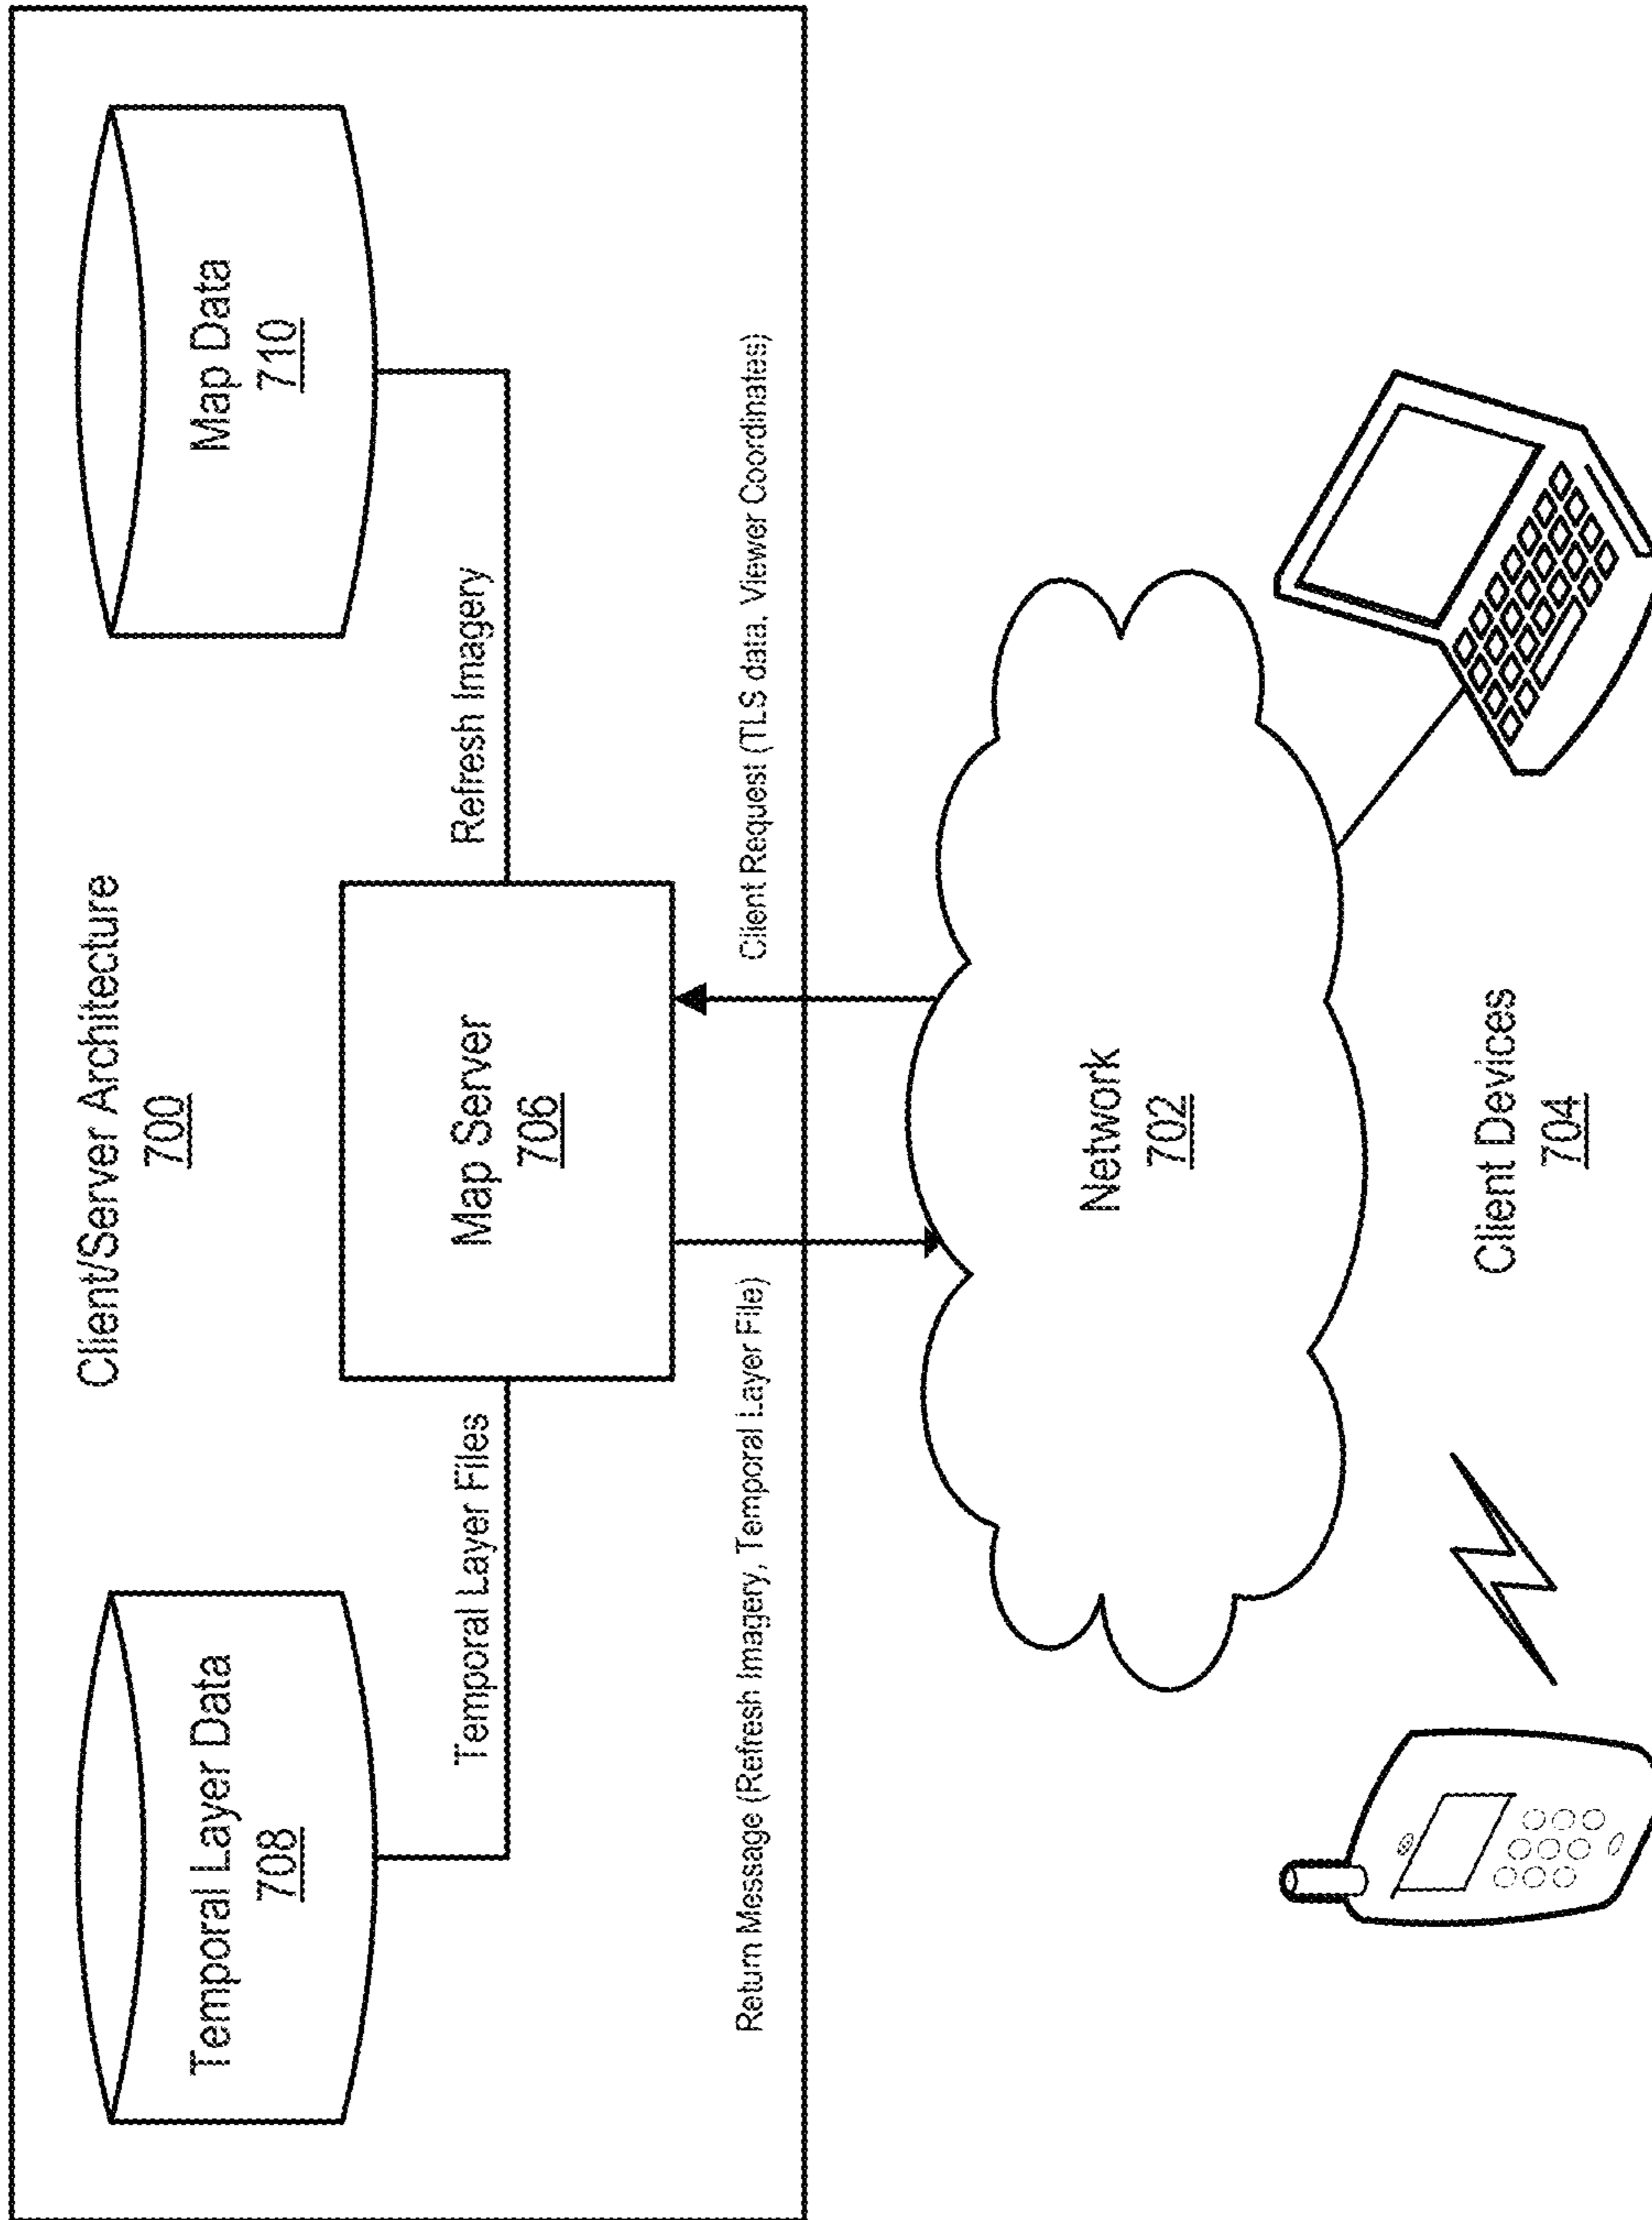 Client/Server Architecture
700
Temporal Layer Data
708
Map Data
710
Temporal Layer Files
Map Server
706
Refresh Imagery
Return Message (Refresh Imagery, Temporal Layer File)
Client Request (TLS data, Viewer Coordinates)
Network
702
Client Devices
704